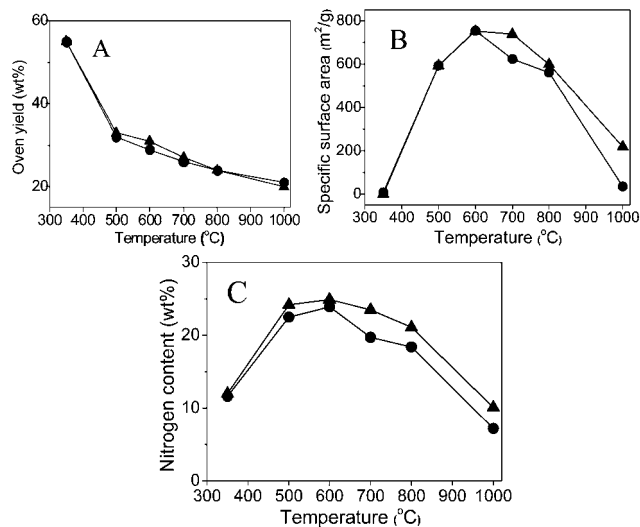 A
Oven yield (wt%)
60
40
20
300 400 500 600 700 800 900 1000
Temperature (°C)
B
Specific surface area (m²/g)
800
600
400
200
0
300 400 500 600 700 800 900 1000
Temperature (°C)
C
Nitrogen content (wt%)
30
20
10
0
300 400 500 600 700 800 900 1000
Temperature (°C)